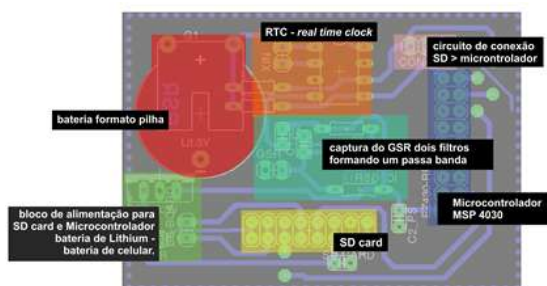 RTC - real time clock
circuito de conexão
SD > microntrolador
bateria formato pilha
captura do GSR dois filtros
formando um passa banda
Microcontrolador
MSP 4030
bloco de alimentação para
SD card e Microcontrolador
bateria de Lithium -
bateria de celular.
SD card